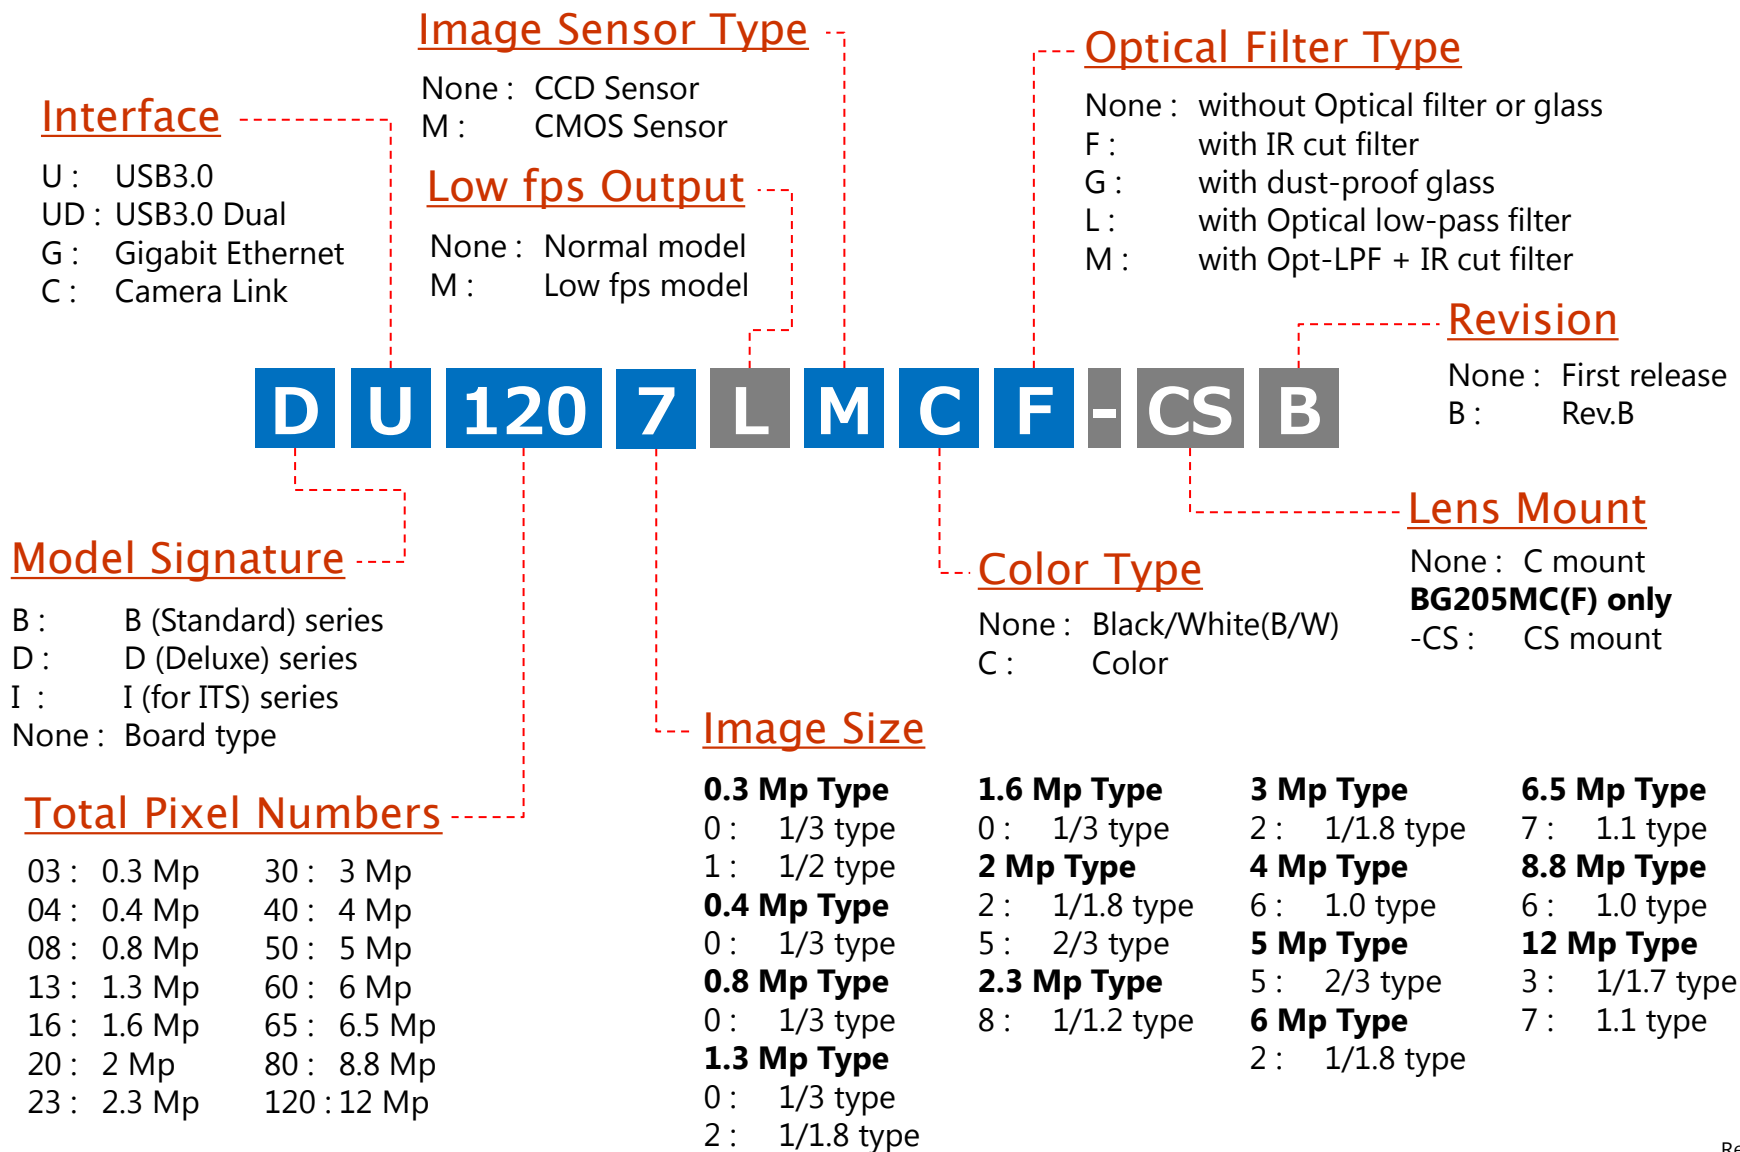 Image Sensor Type
None : CCD Sensor
M : CMOS Sensor
Optical Filter Type
None : without Optical filter or glass
F : with IR cut filter
G : with dust-proof glass
L : with Optical low-pass filter
M : with Opt-LPF + IR cut filter
Interface
U : USB3.0
UD : USB3.0 Dual
G : Gigabit Ethernet
C : Camera Link
Low fps Output
None : Normal model
M : Low fps model
Revision
None : First release
B : Rev.B
D U 120 7 L M C F - CS B
Model Signature
B : B (Standard) series
D : D (Deluxe) series
I : I (for ITS) series
None : Board type
Color Type
None : Black/White(B/W)
C : Color
Lens Mount
None : C mount
BG205MC(F) only
-CS : CS mount
Total Pixel Numbers
03 : 0.3 Mp
04 : 0.4 Mp
08 : 0.8 Mp
13 : 1.3 Mp
16 : 1.6 Mp
20 : 2 Mp
23 : 2.3 Mp
30 : 3 Mp
40 : 4 Mp
50 : 5 Mp
60 : 6 Mp
65 : 6.5 Mp
80 : 8.8 Mp
120 : 12 Mp
Image Size
0.3 Mp Type
0 : 1/3 type
1 : 1/2 type
0.4 Mp Type
0 : 1/3 type
0.8 Mp Type
0 : 1/3 type
1.3 Mp Type
0 : 1/3 type
2 : 1/1.8 type
1.6 Mp Type
0 : 1/3 type
2 Mp Type
2 : 1/1.8 type
5 : 2/3 type
2.3 Mp Type
8 : 1/1.2 type
3 Mp Type
2 : 1/1.8 type
4 Mp Type
6 : 1.0 type
5 Mp Type
5 : 2/3 type
6 Mp Type
2 : 1/1.8 type
6.5 Mp Type
7 : 1.1 type
8.8 Mp Type
6 : 1.0 type
12 Mp Type
3 : 1/1.7 type
7 : 1.1 type